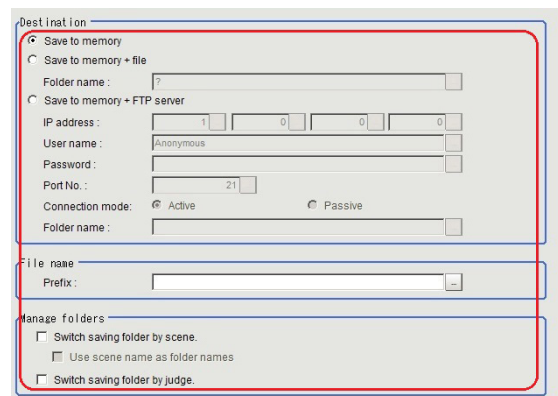 Destination
Save to memory
Save to memory + file
Folder name : ?
Save to memory + FTP server
IP address : 1 0 0 0
User name : Anonymous
Password :
Port No. : 21
Connection mode: Active Passive
Folder name :
File name
Prefix : ...
Manage folders
Switch saving folder by scene.
Use scene name as folder names
Switch saving folder by judge.